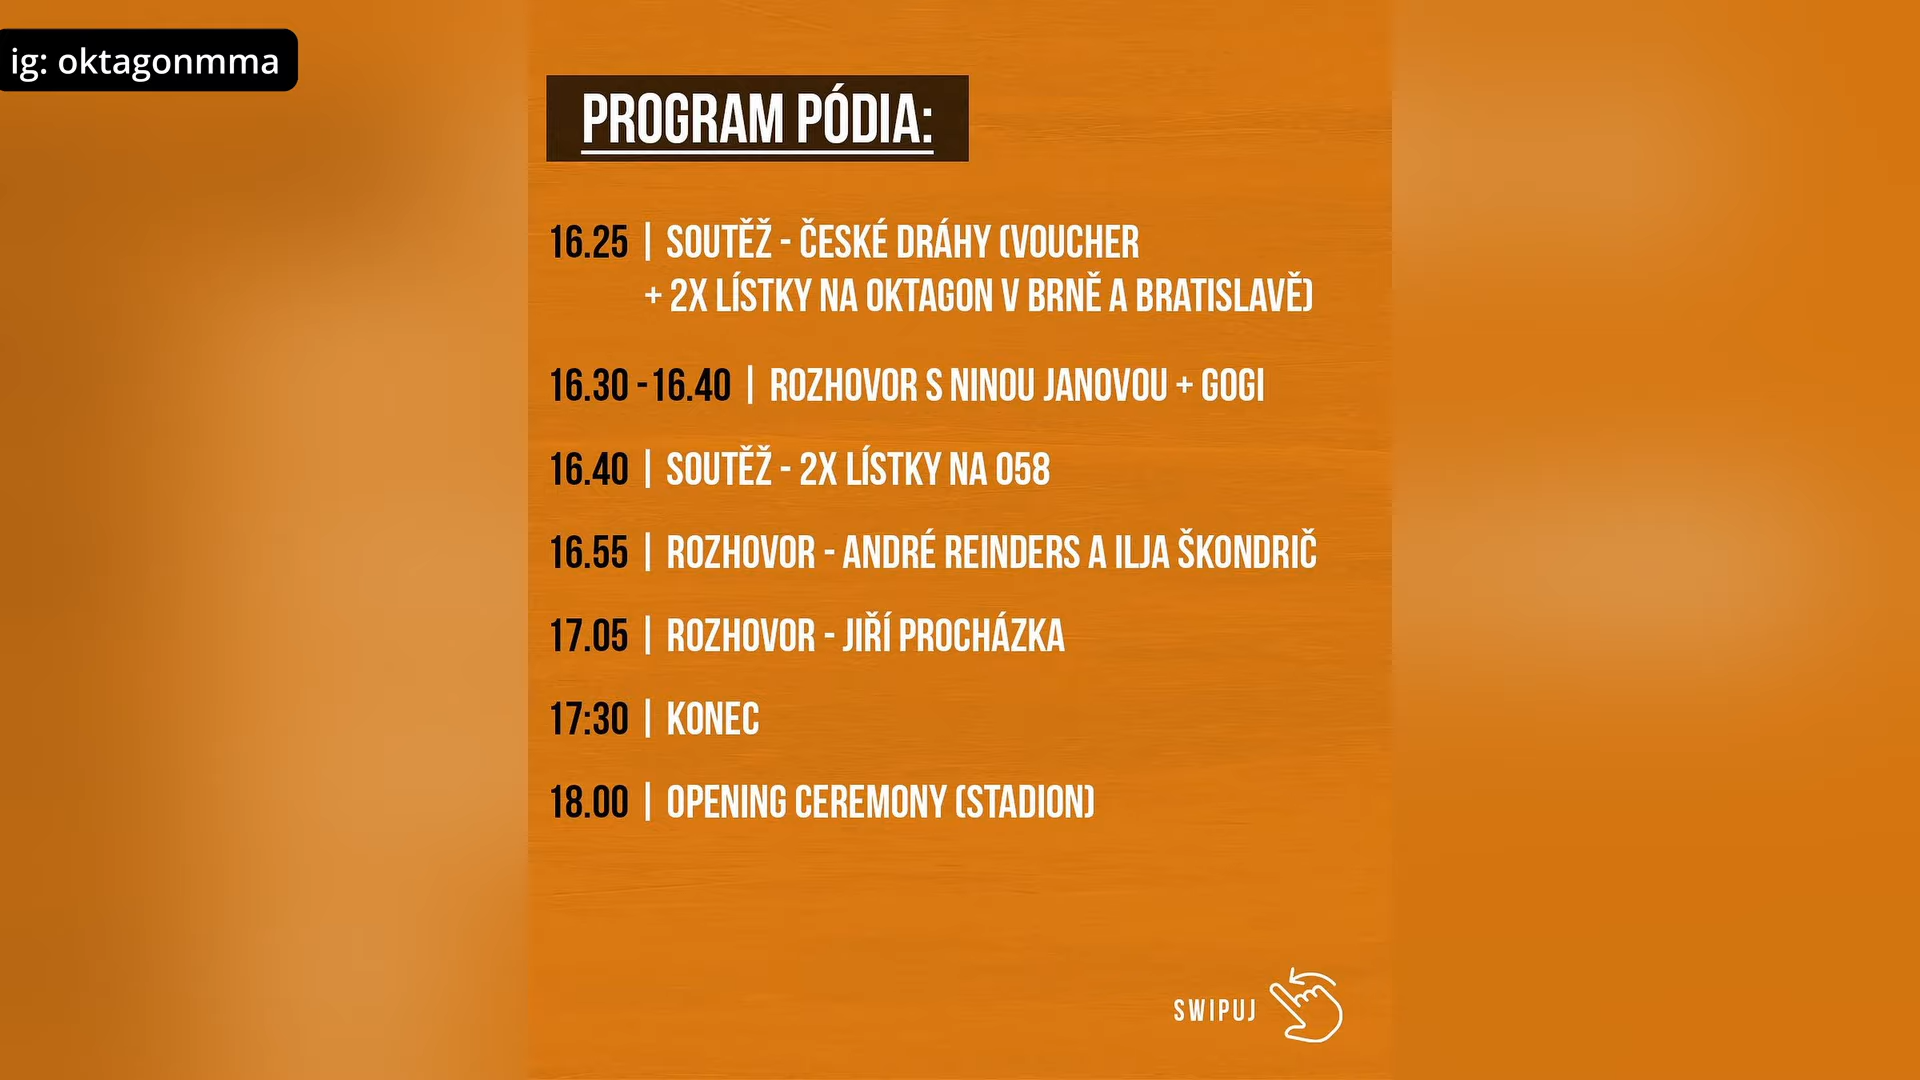 ig: oktagonmma
PROGRAM PÓDIA:
16.25 | SOUTĚŽ - ČESKÉ DRÁHY (VOUCHER
+ 2X LÍSTKY NA OKTAGON V BRNĚ A BRATISLAVĚ)
16.30 -16.40 | ROZHOVOR S NINOU JANOVOU + GOGI
16.40 | SOUTĚŽ - 2X LÍSTKY NA O58
16.55 | ROZHOVOR - ANDRÉ REINDERS A ILJA ŠKONDRIČ
17.05 | ROZHOVOR - JIŘÍ PROCHÁZKA
17:30 | KONEC
18.00 | OPENING CEREMONY (STADION)
SWIPUJ